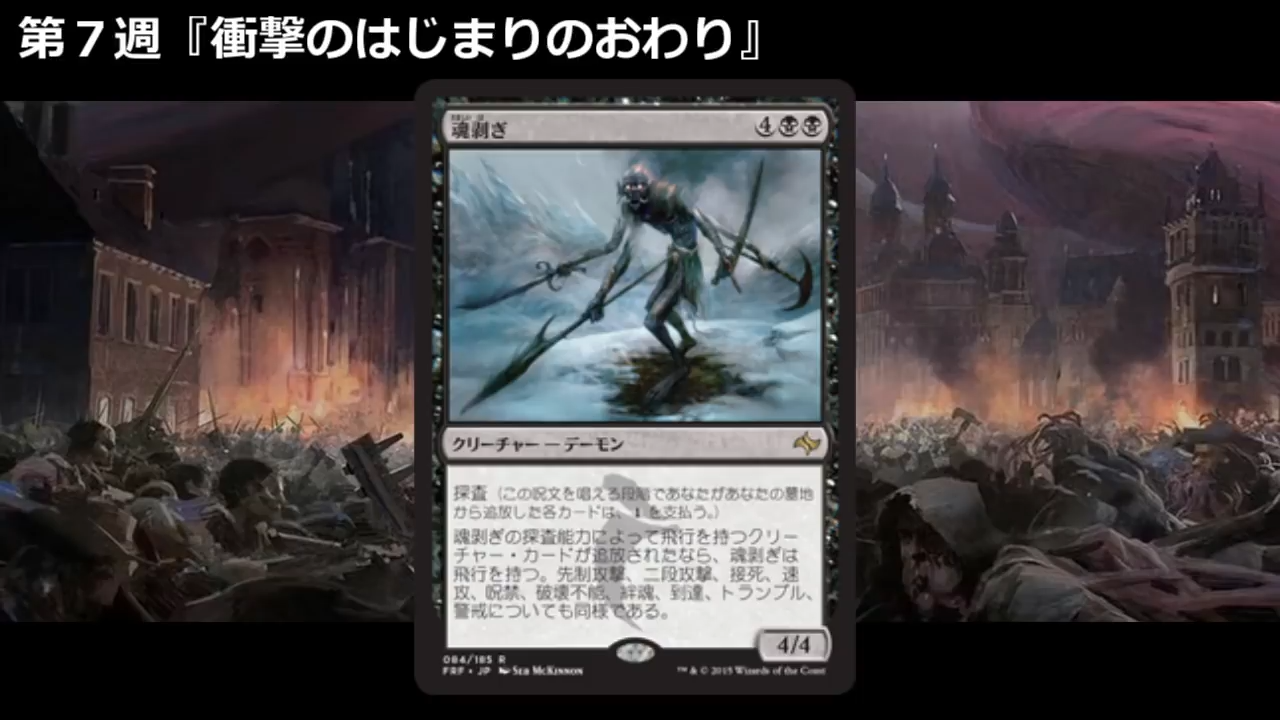 第７週『衝撃のはじまりのおわり』
魂剥ぎ
4
クリーチャー — デーモン
探査（この呪文を唱える段階であなたがあなたの墓地
から追放した各カードは、1を支払う。）
魂剥ぎの探査能力によって飛行を持つクリー
チャー・カードが追放されたなら、魂剥ぎは
飛行を持つ。先制攻撃、二段攻撃、接死、速
攻、呪禁、破壊不能、絆魂、到達、トランプル、
警戒についても同様である。
4/4
084/185 R
FRF • JP Seb McKinnon
™ & © 2015 Wizards of the Coast